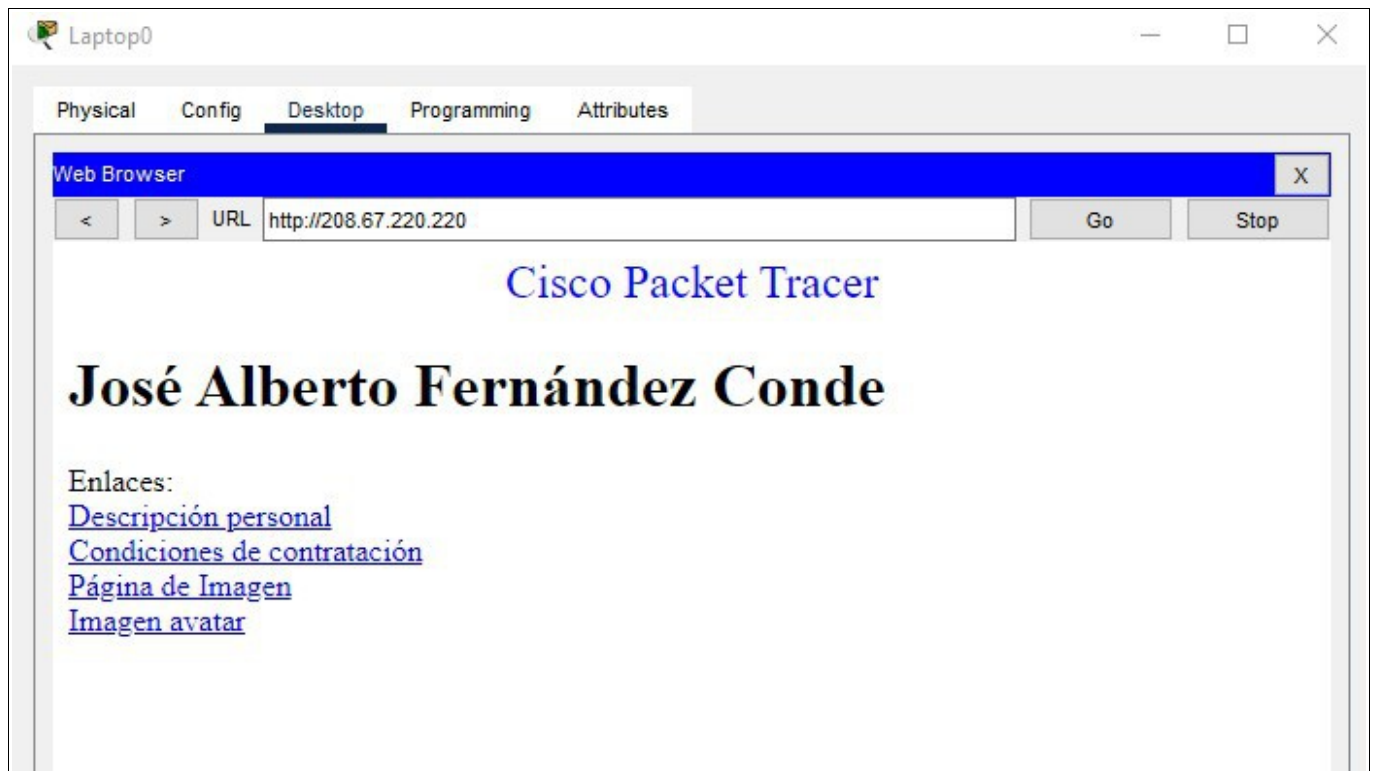 Laptop0
Physical Config Desktop Programming Attributes
Web Browser X
< > URL http://208.67.220.220 Go Stop
Cisco Packet Tracer
José Alberto Fernández Conde
Enlaces:
Descripción personal
Condiciones de contratación
Página de Imagen
Imagen avatar